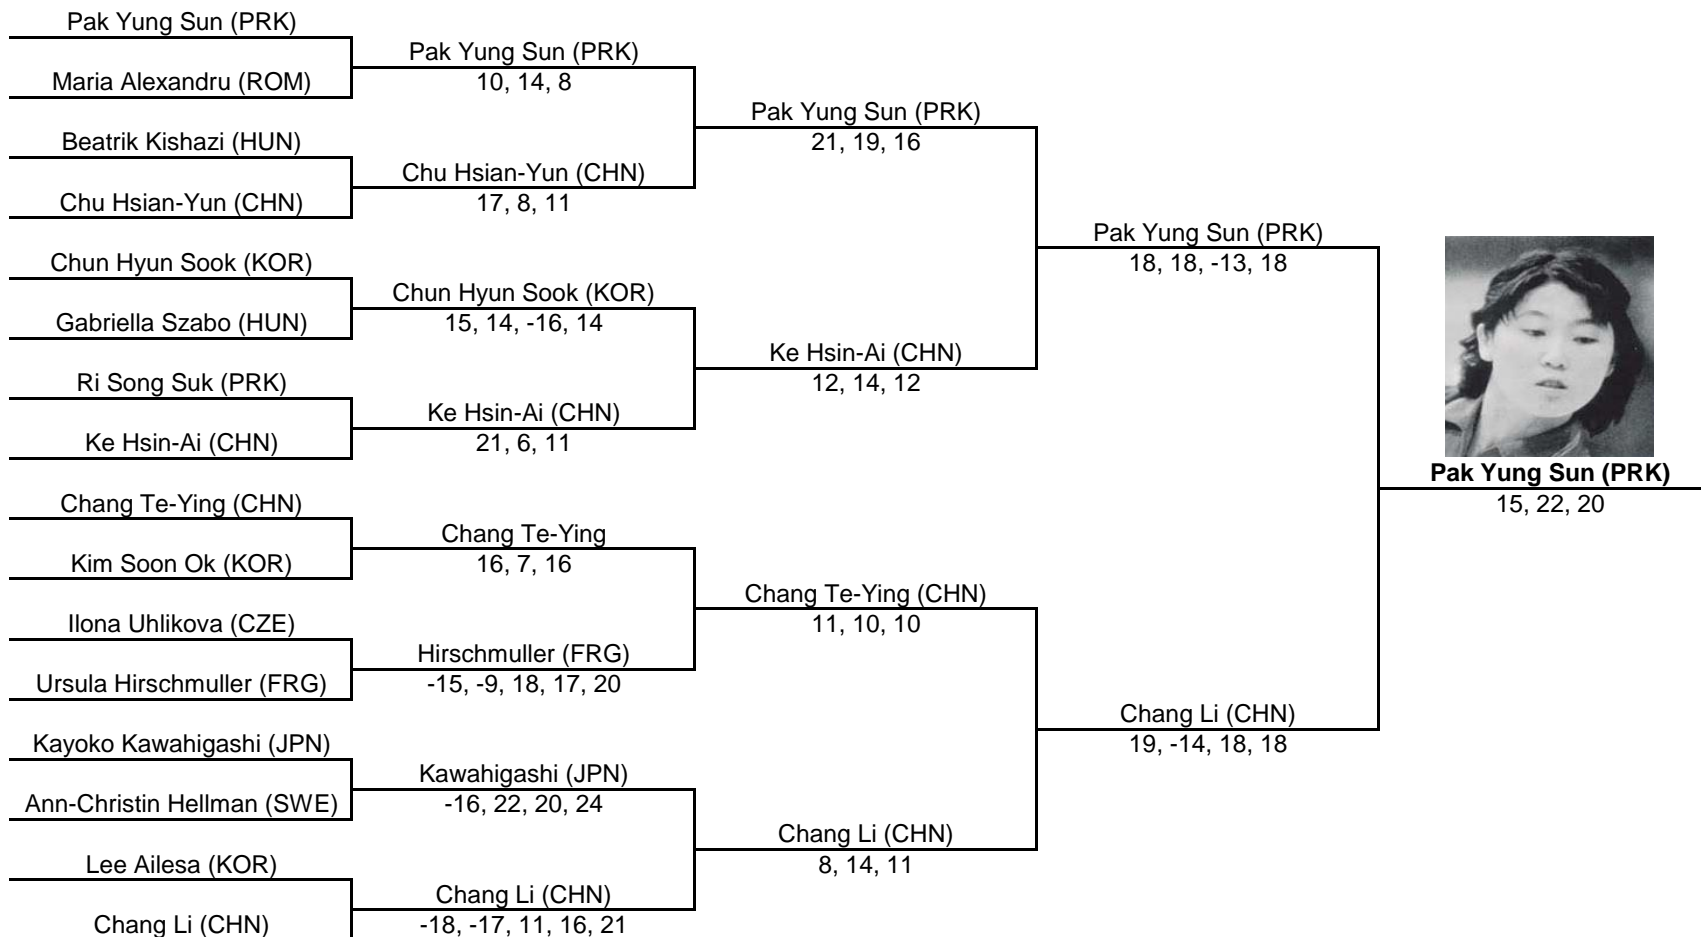 Pak Yung Sun (PRK)
Maria Alexandru (ROM)
Beatrik Kishazi (HUN)
Chu Hsian-Yun (CHN)
Chun Hyun Sook (KOR)
Gabriella Szabo (HUN)
Ri Song Suk (PRK)
Ke Hsin-Ai (CHN)
Chang Te-Ying (CHN)
Kim Soon Ok (KOR)
Ilona Uhlikova (CZE)
Ursula Hirschmuller (FRG)
Kayoko Kawahigashi (JPN)
Ann-Christin Hellman (SWE)
Lee Ailesa (KOR)
Chang Li (CHN)
Pak Yung Sun (PRK)
10, 14, 8
Chu Hsian-Yun (CHN)
17, 8, 11
Chun Hyun Sook (KOR)
15, 14, -16, 14
Ke Hsin-Ai (CHN)
21, 6, 11
Chang Te-Ying
16, 7, 16
Hirschmuller (FRG)
-15, -9, 18, 17, 20
Kawahigashi (JPN)
-16, 22, 20, 24
Chang Li (CHN)
-18, -17, 11, 16, 21
Pak Yung Sun (PRK)
21, 19, 16
Ke Hsin-Ai (CHN)
12, 14, 12
Chang Te-Ying (CHN)
11, 10, 10
Chang Li (CHN)
8, 14, 11
Pak Yung Sun (PRK)
18, 18, -13, 18
Chang Li (CHN)
19, -14, 18, 18
Pak Yung Sun (PRK)
15, 22, 20